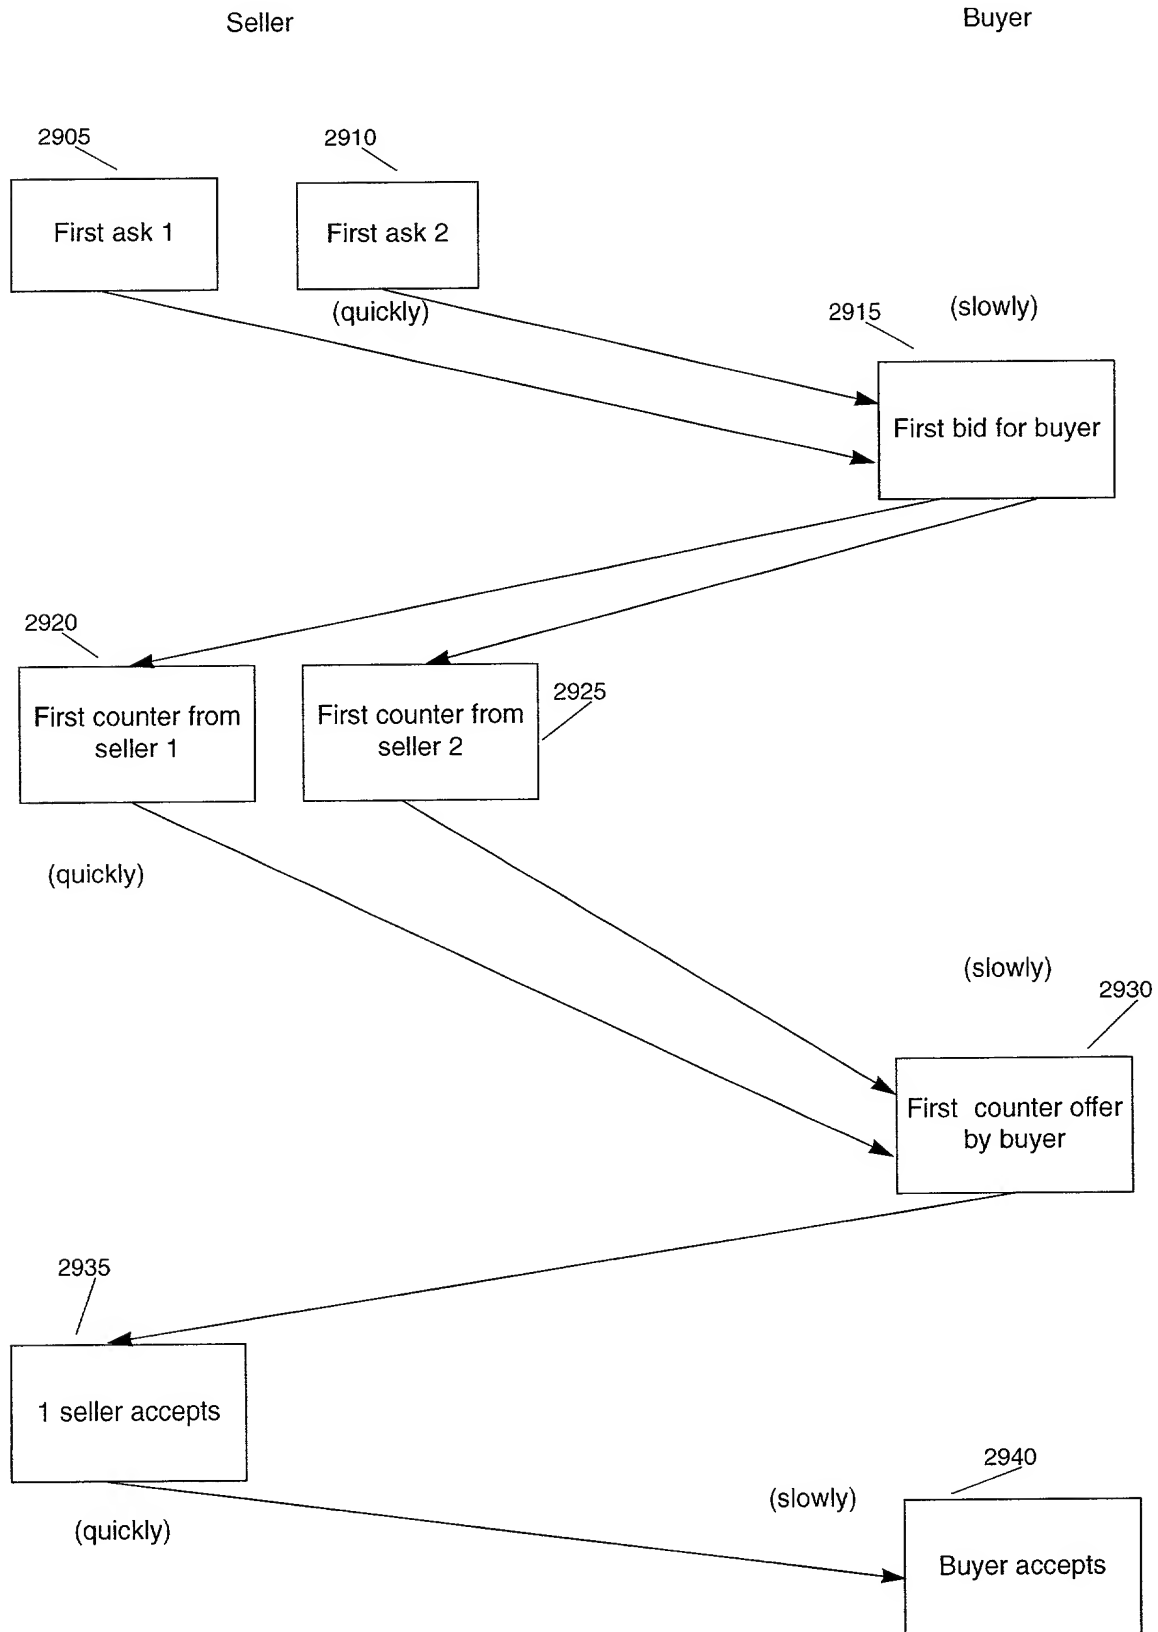 Seller
Buyer
2905
2910
First ask 1
First ask 2
(quickly)
2915
(slowly)
First bid for buyer
2920
First counter from
seller 1
First counter from
seller 2
2925
(quickly)
(slowly)
2930
First counter offer
by buyer
2935
1 seller accepts
(quickly)
2940
(slowly)
Buyer accepts